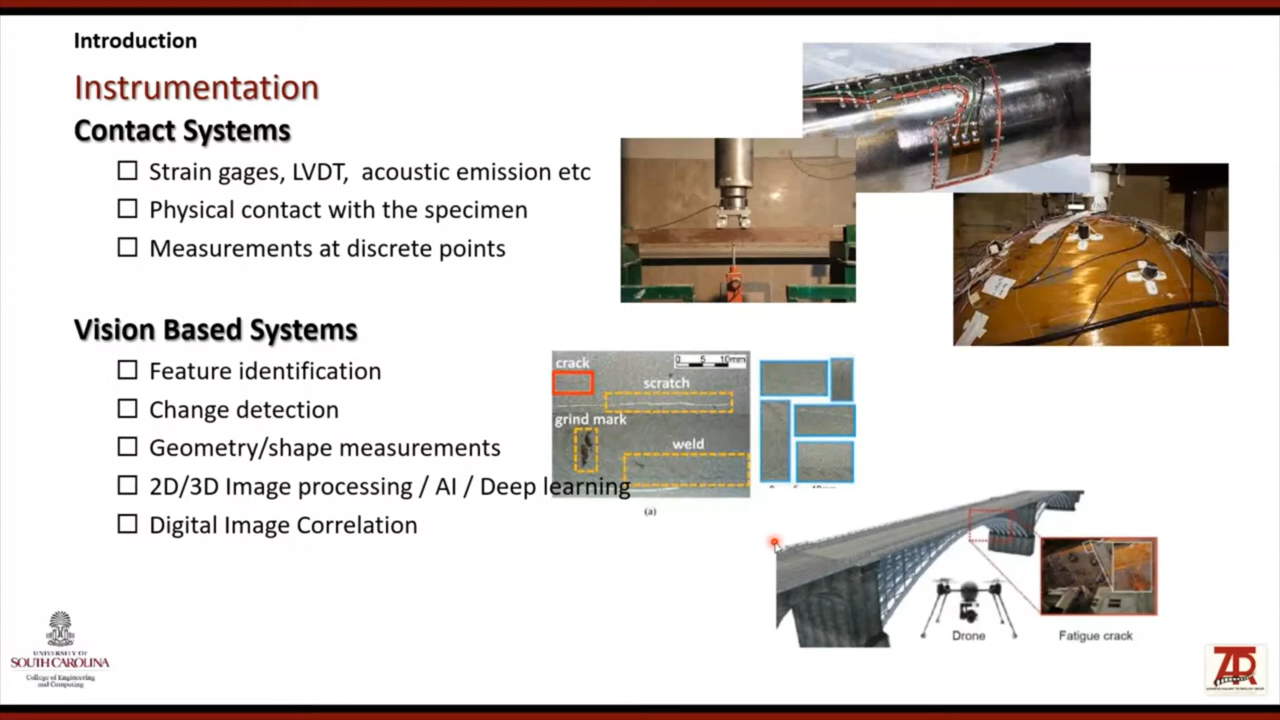 Introduction
Instrumentation
Contact Systems
Strain gages, LVDT, acoustic emission etc
Physical contact with the specimen
Measurements at discrete points
Vision Based Systems
Feature identification
Change detection
Geometry/shape measurements
2D/3D Image processing / AI / Deep learning
Digital Image Correlation
crack
0 5 10mm
scratch
grind mark
weld
(a)
Drone
Fatigue crack
UNIVERSITY OF
SOUTH CAROLINA
College of Engineering
and Computing